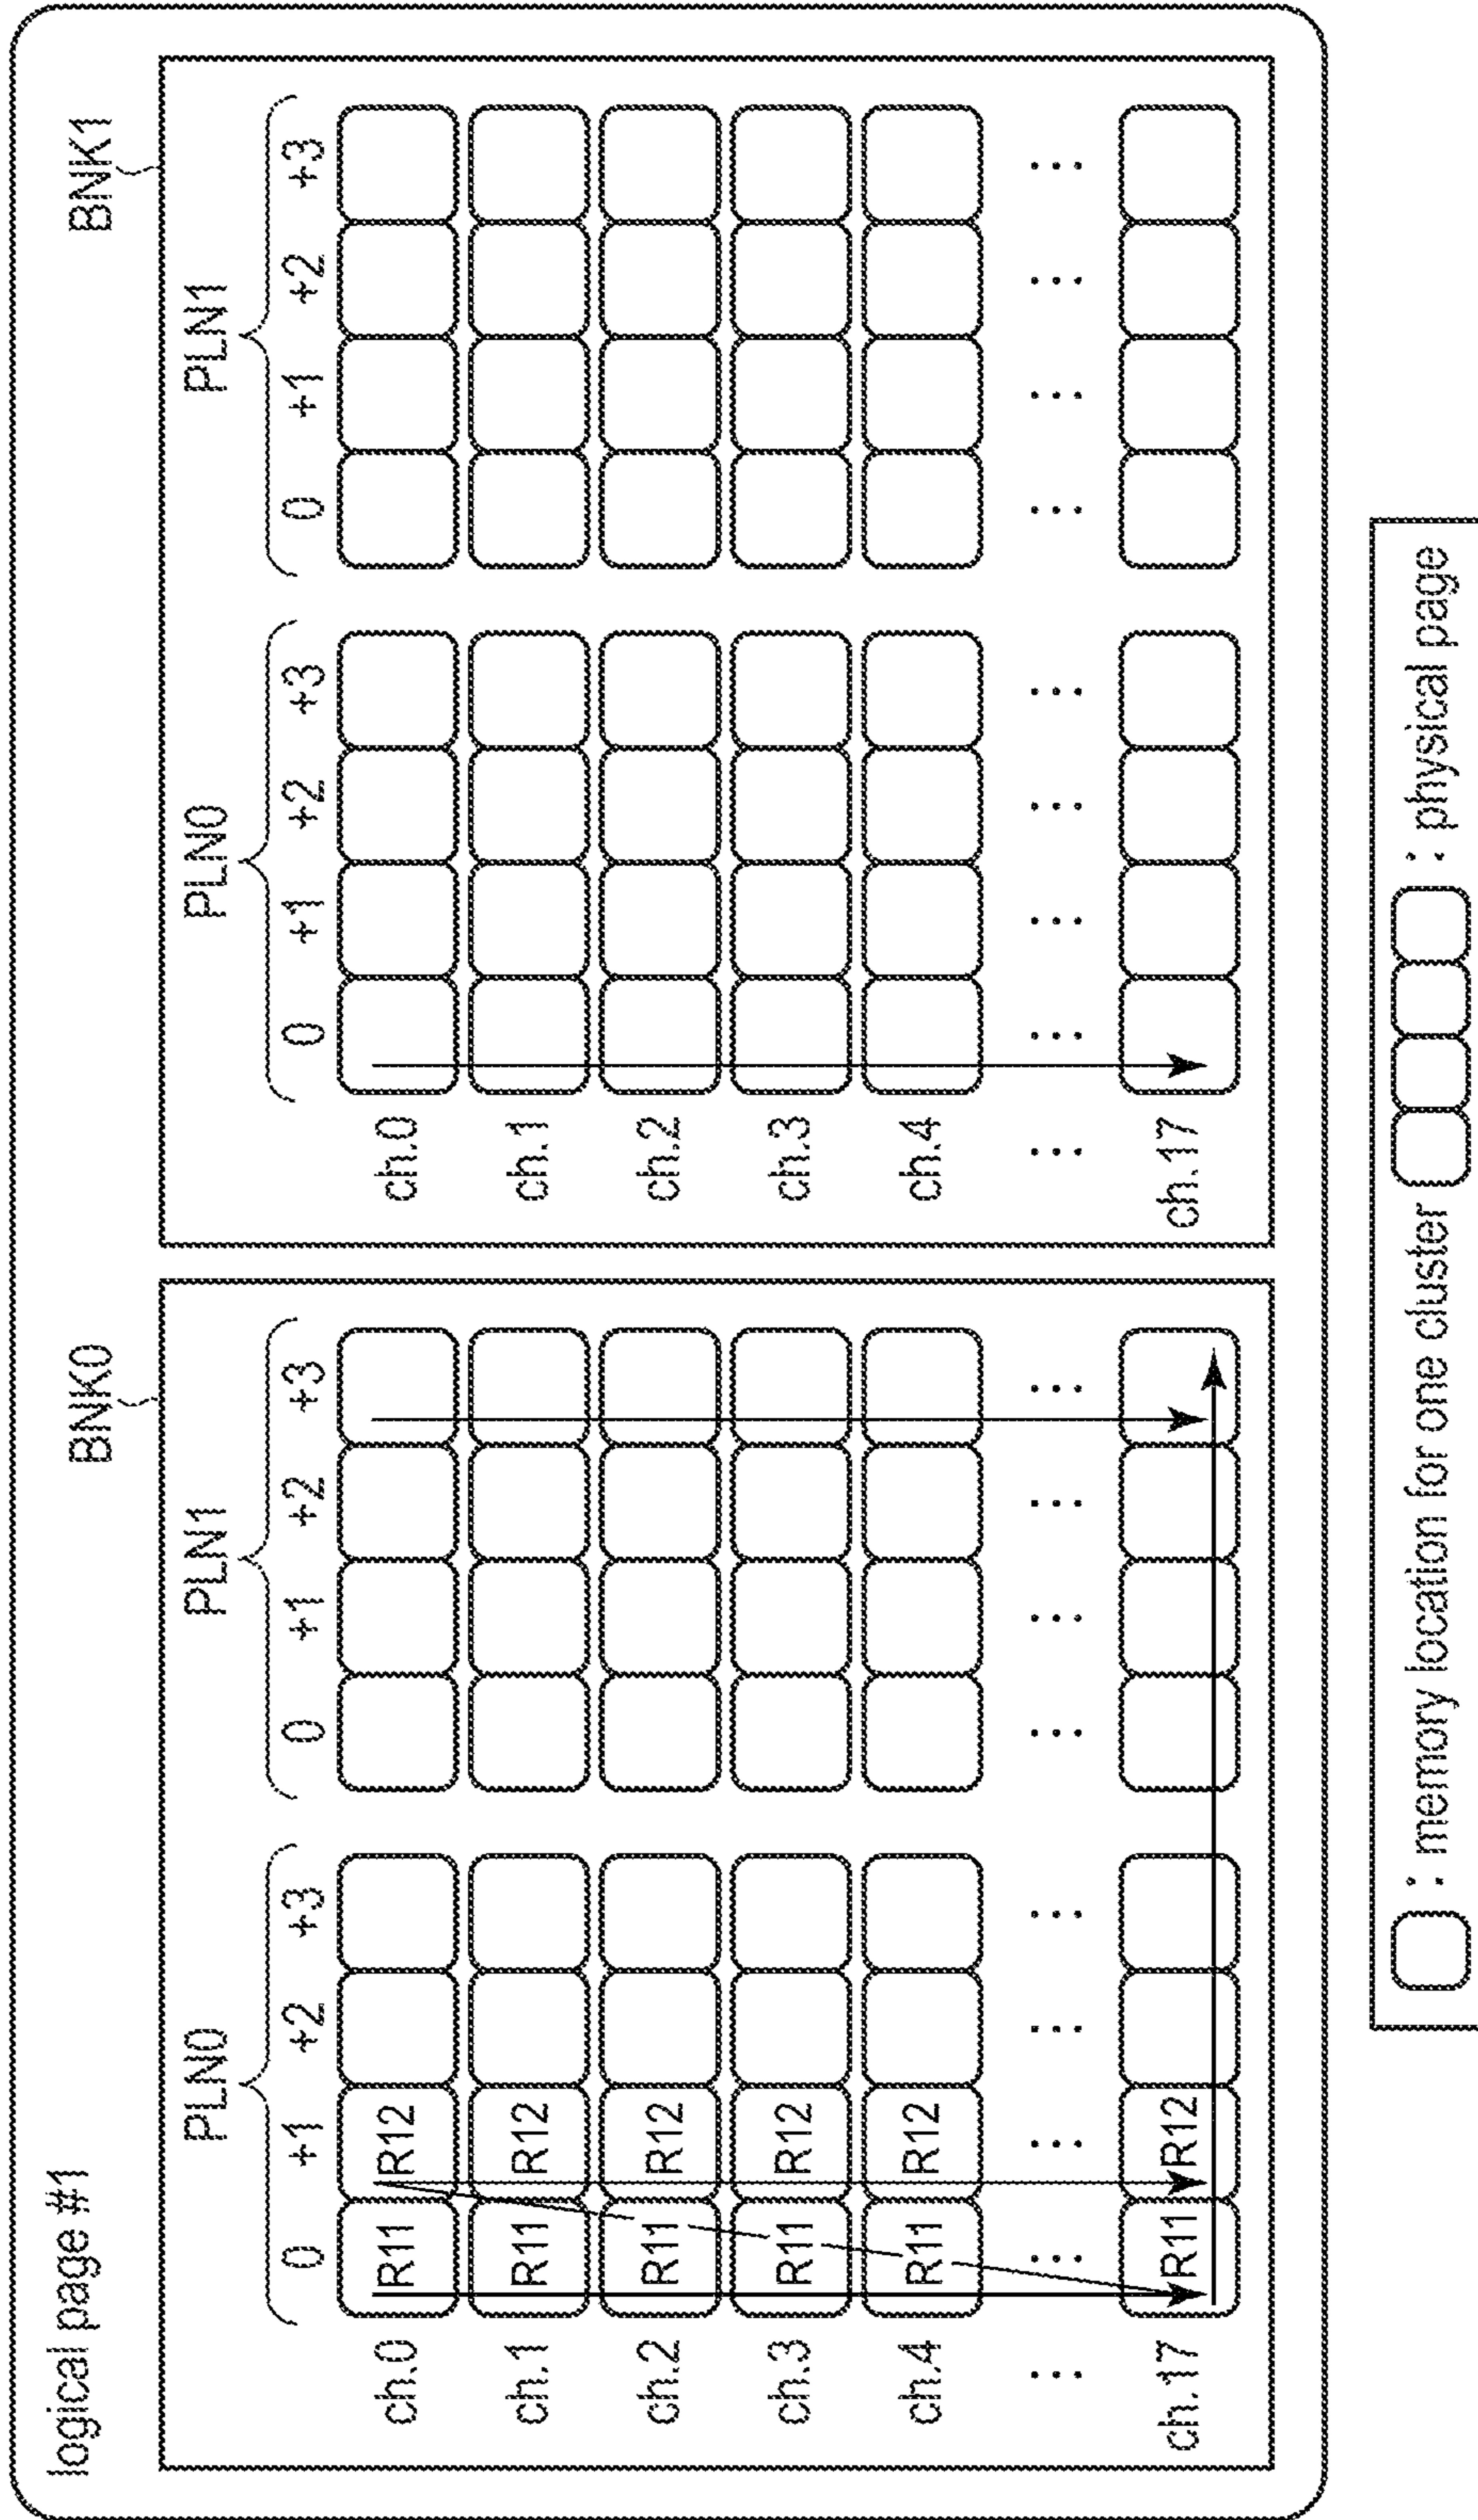 logical page #1
BNK0 BNK1
PLN0 PLN1 PLN0 PLN1
0 +1 +2 +3 0 +1 +2 +3 0 +1 +2 +3 0 +1 +2 +3
ch.0 R11 R12 ch.0
ch.1 R11 R12 ch.1
ch.2 R11 R12 ch.2
ch.3 R11 R12 ch.3
ch.4 R11 R12 ch.4
⋮ ⋮ ⋮ ⋮ ⋮ ⋮ ⋮ ⋮ ⋮ ⋮ ⋮ ⋮ ⋮ ⋮ ⋮ ⋮ ⋮ ⋮
ch.17 R11 R12 ch.17
: memory location for one cluster : physical page